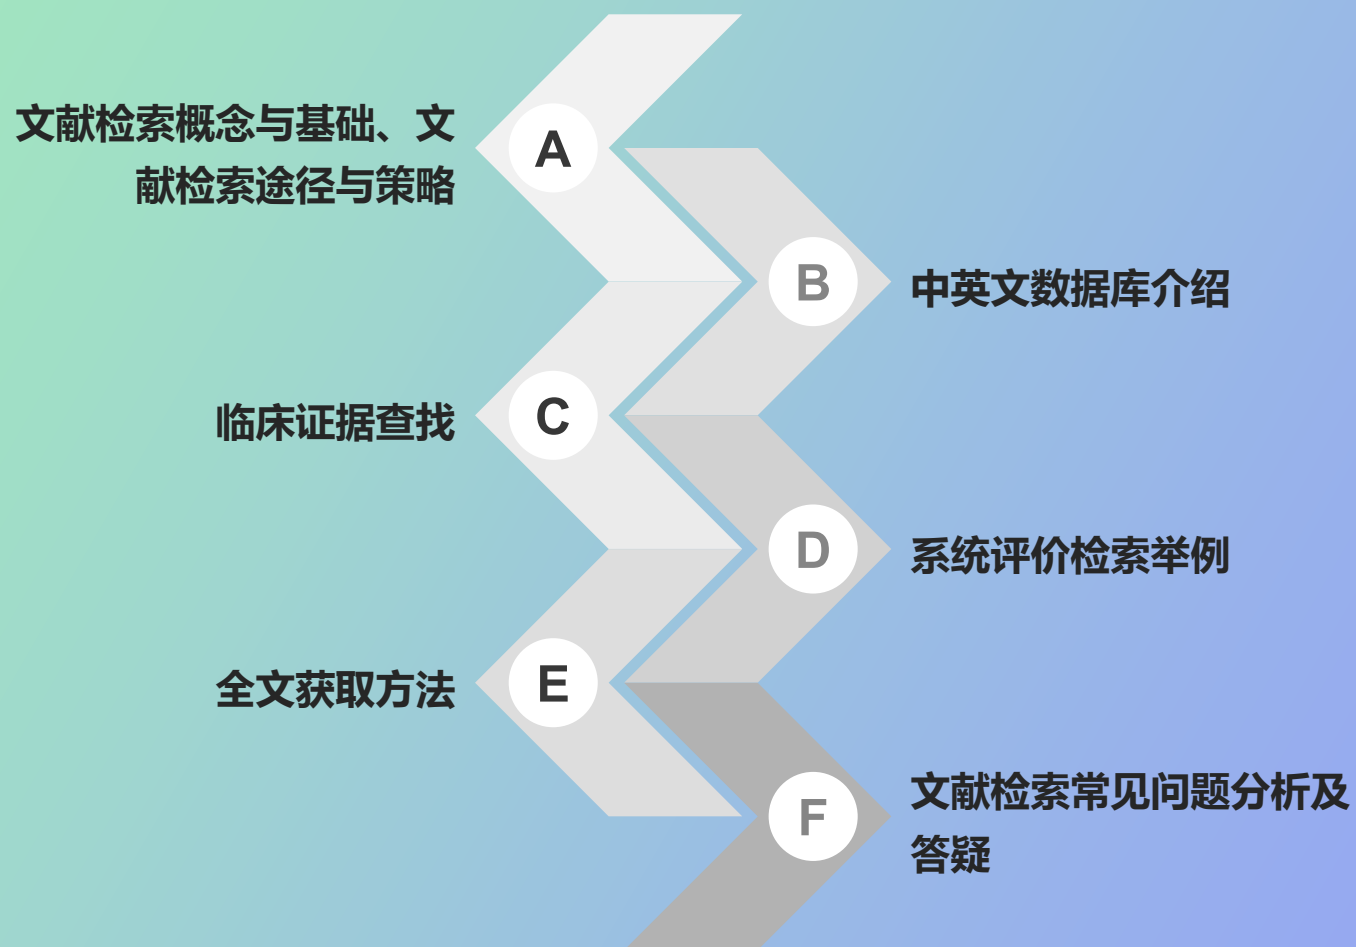 文献检索概念与基础、文
献检索途径与策略
A
B
中英文数据库介绍
临床证据查找
C
D
系统评价检索举例
全文获取方法
E
F
文献检索常见问题分析及
答疑